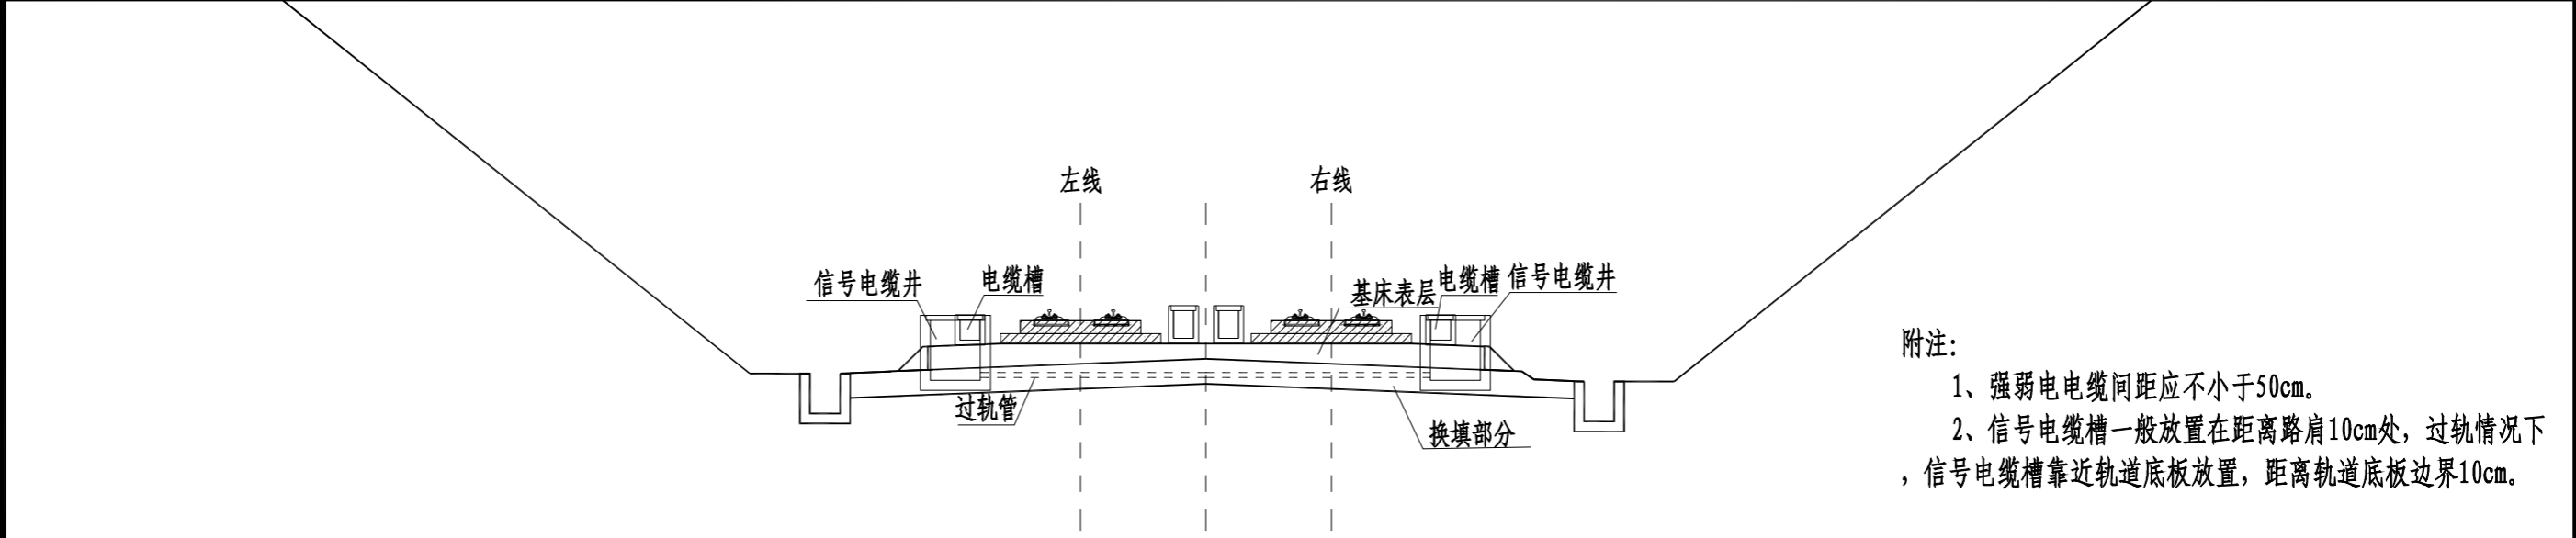 左线
右线
信号电缆井
电缆槽
基床表层
电缆槽
信号电缆井
过轨管
换填部分
附注：
1、强弱电电缆间距应不小于50cm。
2、信号电缆槽一般放置在距离路肩10cm处，过轨情况下
，信号电缆槽靠近轨道底板放置，距离轨道底板边界10cm。